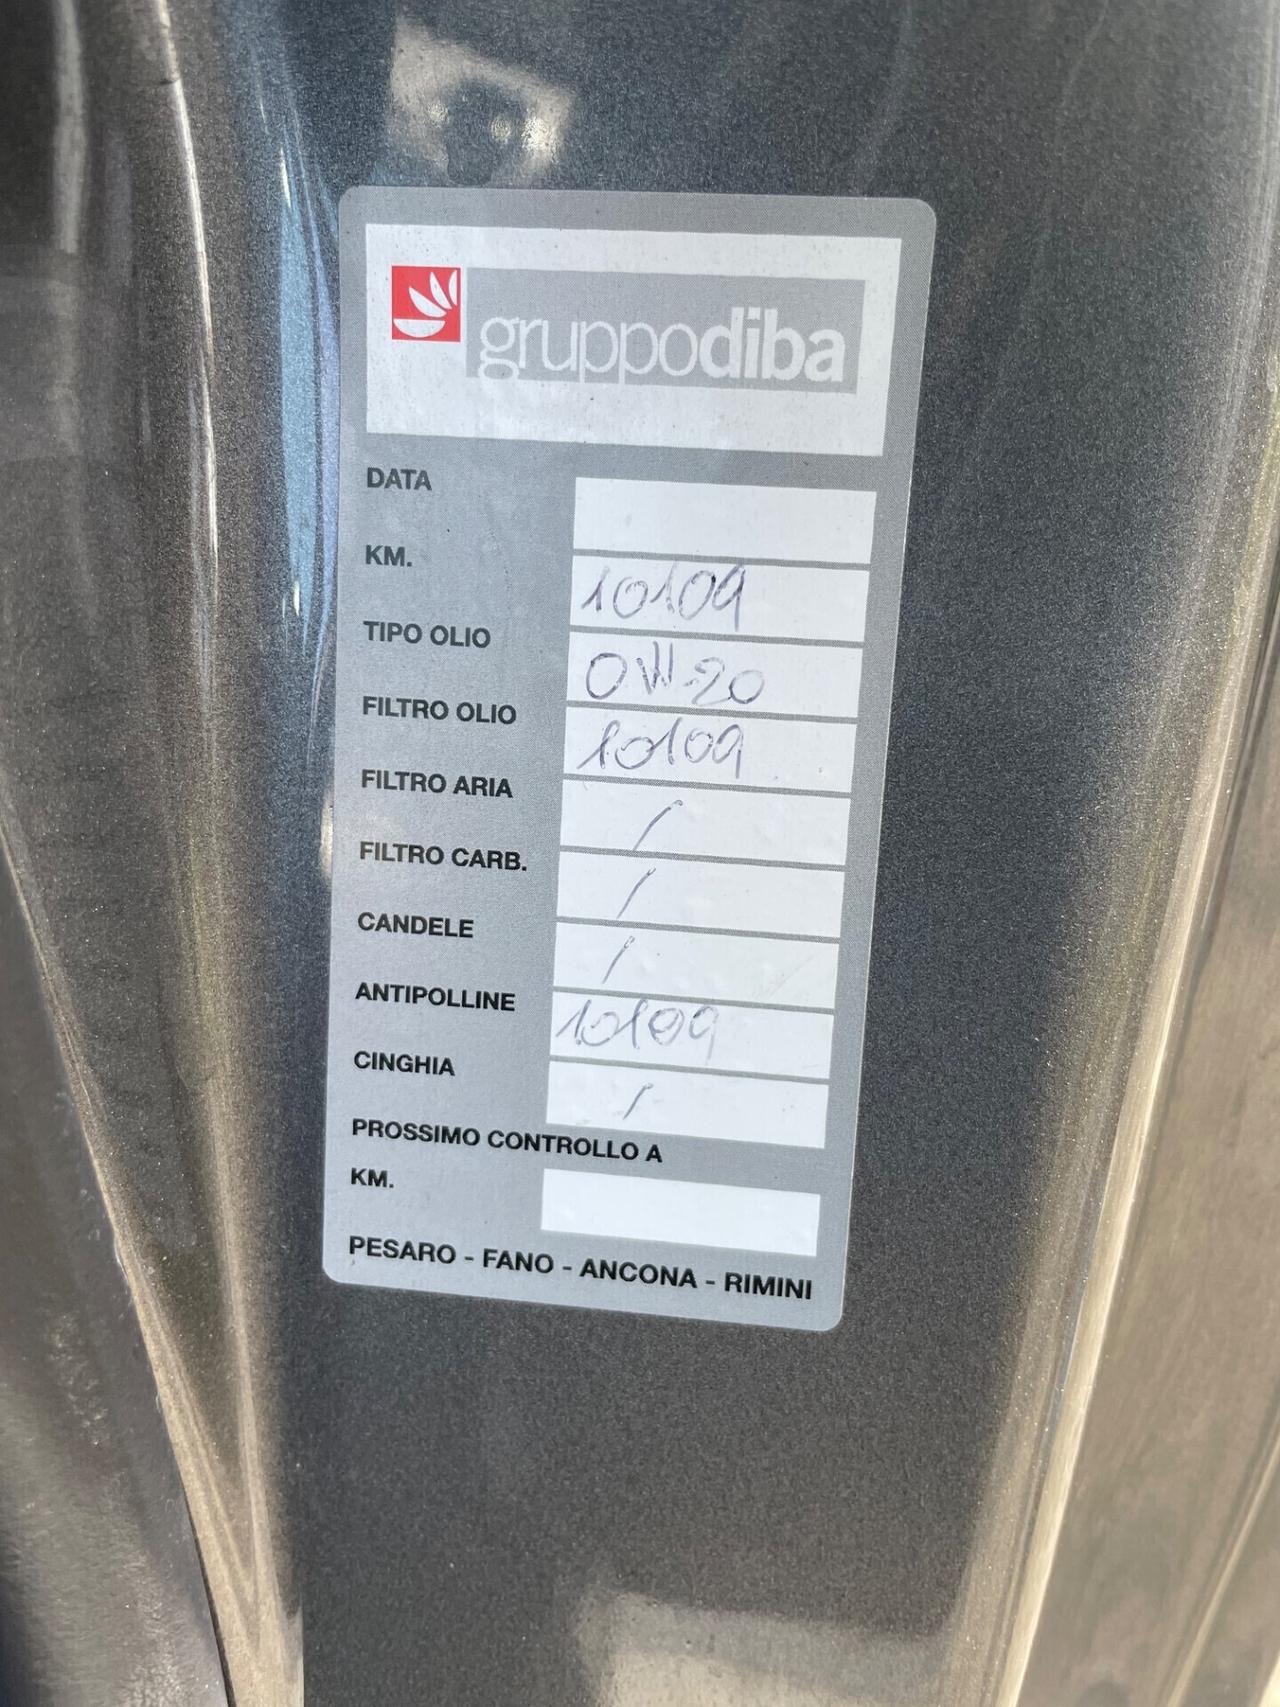 gruppodiba
DATA
KM. 10109
TIPO OLIO 0W-20
FILTRO OLIO 10109
FILTRO ARIA /
FILTRO CARB. /
CANDELE /
ANTIPOLLINE 10109
CINGHIA /
PROSSIMO CONTROLLO A
KM.
PESARO - FANO - ANCONA - RIMINI